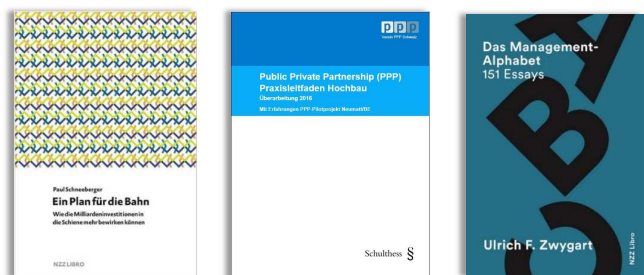 Paul Schneeberger
Ein Plan für die Bahn
Wie die Milliardeninvestitionen in
die Schiene mehr bewirken können
NZZ LIBRO
ppp
Verein PPP Schweiz
Public Private Partnership (PPP)
Praxisleitfaden Hochbau
Überarbeitung 2016
Mit Erfahrungen PPP-Pilotprojekt Neumatt/BE
Schulthess §
Das Management-
Alphabet
151 Essays
CBA
Ulrich F. Zwygart
NZZ Libro